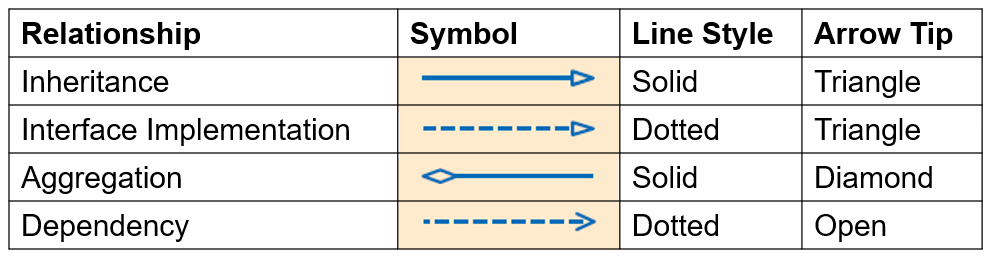 Relationship Symbol Line Style Arrow Tip
Inheritance Solid Triangle
Interface Implementation Dotted Triangle
Aggregation Solid Diamond
Dependency Dotted Open